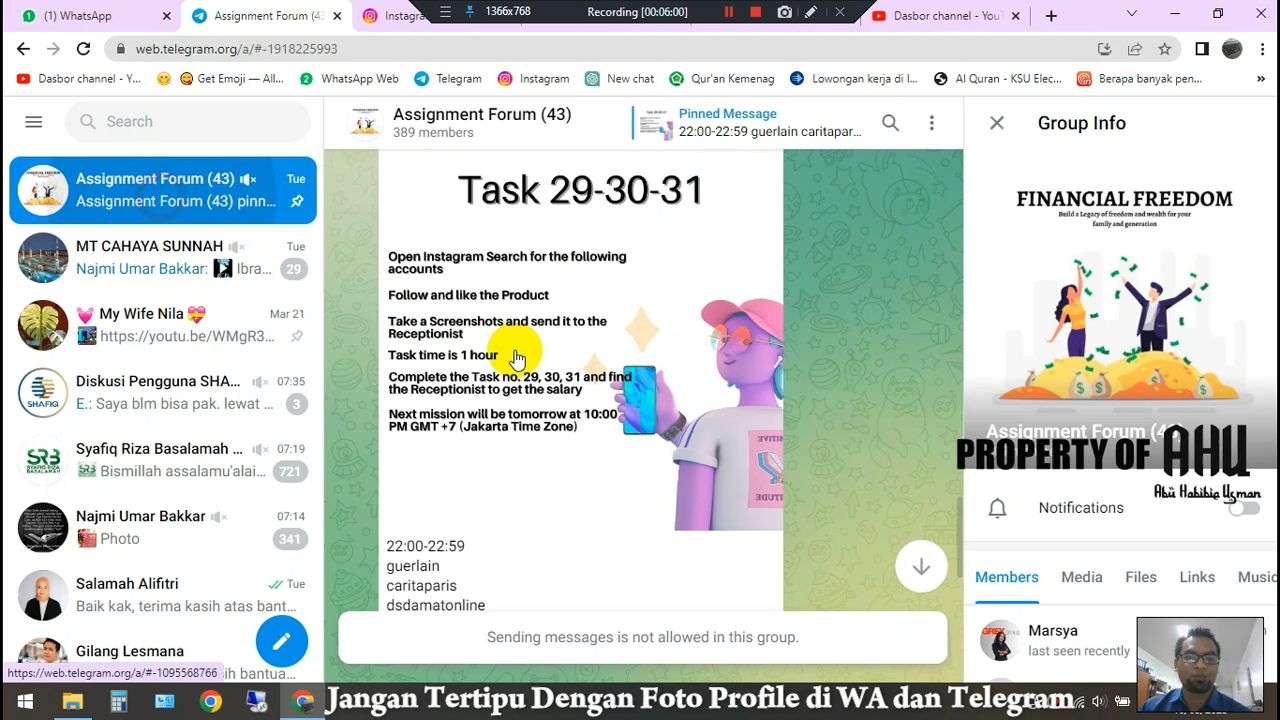 (4) WhatsApp
Assignment Forum (43)
Instagra
1366x768
Recording [00:06:00]
Dasbor channel - YouTu
web.telegram.org/a/#-1918225993
Dasbor channel - Y...
Get Emoji — All...
WhatsApp Web
Telegram
Instagram
New chat
Qur'an Kemenag
Lowongan kerja di I...
Al Quran - KSU Elec...
Berapa banyak pen...
Search
Assignment Forum (43)
389 members
Pinned Message
22:00-22:59 guerlain caritapar...
Group Info
Assignment Forum (43) Tue
Assignment Forum (43) pinn...
MT CAHAYA SUNNAH Tue
Najmi Umar Bakkar: Ibra... 29
My Wife Nila Mar 21
https://youtu.be/WMgR3...
Diskusi Pengguna SHA... 07:35
E.: Saya blm bisa pak. lewat ... 3
SHAFIQ
Syafiq Riza Basalamah ... 07:19
Bismillah assalamu'alai... 721
SRB
Najmi Umar Bakkar 07:14
Photo 341
Salamah Alifitri Tue
Baik kak, terima kasih atas bant...
Gilang Lesmana
ih bant...
https://web.telegram.org/a/#-1095568766
Task 29-30-31
Open Instagram Search for the following
accounts
Follow and like the Product
Take a Screenshots and send it to the
Receptionist
Task time is 1 hour
Complete the Task no. 29, 30, 31 and find
the Receptionist to get the salary
Next mission will be tomorrow at 10:00
PM GMT +7 (Jakarta Time Zone)
22:00-22:59
guerlain
caritaparis
dsdamatonline
Sending messages is not allowed in this group.
FINANCIAL FREEDOM
Build a Legacy of freedom and wealth for your
family and generation
Assignment Forum (4
PROPERTY OF AHU
Abu Habibie Usman
Notifications
Members Media Files Links Music
Marsya
last seen recently
Jangan Tertipu Dengan Foto Profile di WA dan Telegram